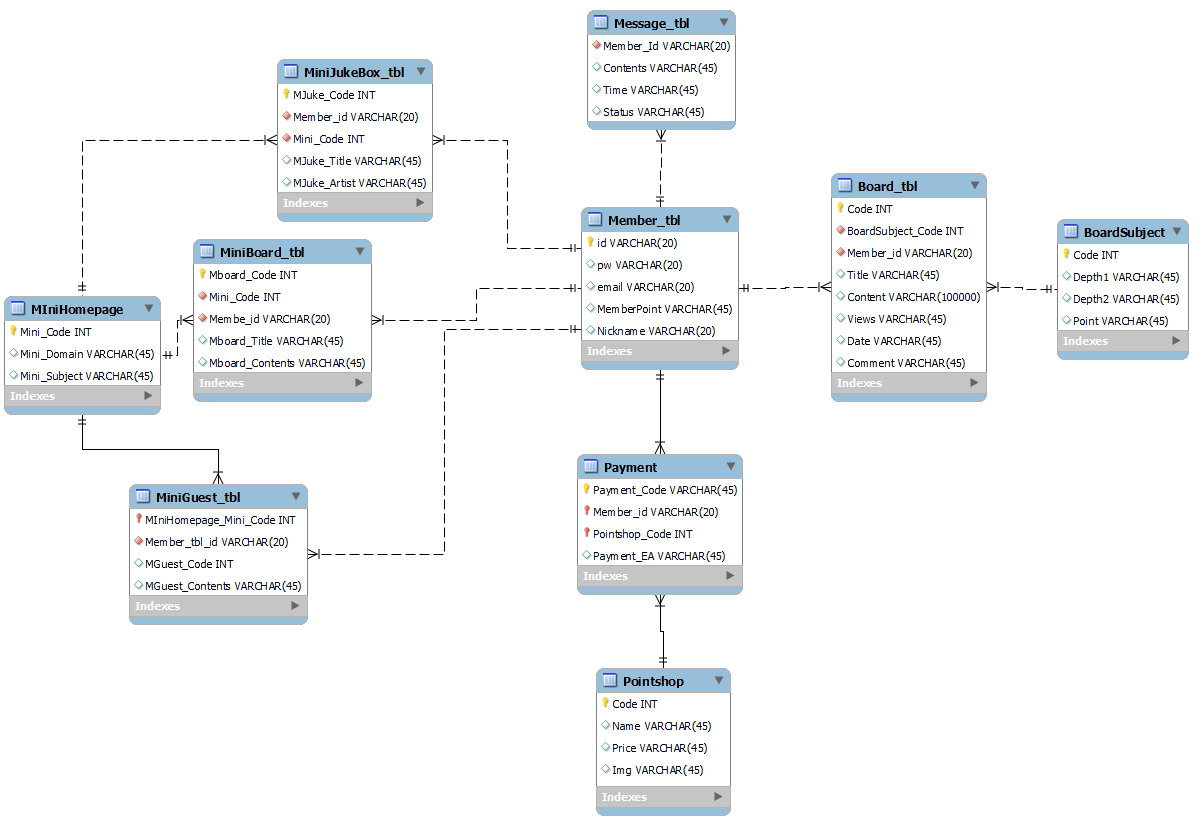 Message_tbl
Member_Id VARCHAR(20)
Contents VARCHAR(45)
Time VARCHAR(45)
Status VARCHAR(45)
MiniJukeBox_tbl
MJuke_Code INT
Member_id VARCHAR(20)
Mini_Code INT
MJuke_Title VARCHAR(45)
MJuke_Artist VARCHAR(45)
Indexes
Board_tbl
Code INT
BoardSubject_Code INT
Member_id VARCHAR(20)
Title VARCHAR(45)
Content VARCHAR(100000)
Views VARCHAR(45)
Date VARCHAR(45)
Comment VARCHAR(45)
Indexes
Member_tbl
id VARCHAR(20)
pw VARCHAR(20)
email VARCHAR(20)
MemberPoint VARCHAR(45)
Nickname VARCHAR(20)
Indexes
BoardSubject
Code INT
Depth1 VARCHAR(45)
Depth2 VARCHAR(45)
Point VARCHAR(45)
Indexes
MiniBoard_tbl
Mboard_Code INT
Mini_Code INT
Membe_id VARCHAR(20)
Mboard_Title VARCHAR(45)
Mboard_Contents VARCHAR(45)
Indexes
MIniHomepage
Mini_Code INT
Mini_Domain VARCHAR(45)
Mini_Subject VARCHAR(45)
Indexes
Payment
Payment_Code VARCHAR(45)
Member_id VARCHAR(20)
Pointshop_Code INT
Payment_EA VARCHAR(45)
Indexes
MiniGuest_tbl
MIniHomepage_Mini_Code INT
Member_tbl_id VARCHAR(20)
MGuest_Code INT
MGuest_Contents VARCHAR(45)
Indexes
Pointshop
Code INT
Name VARCHAR(45)
Price VARCHAR(45)
Img VARCHAR(45)
Indexes